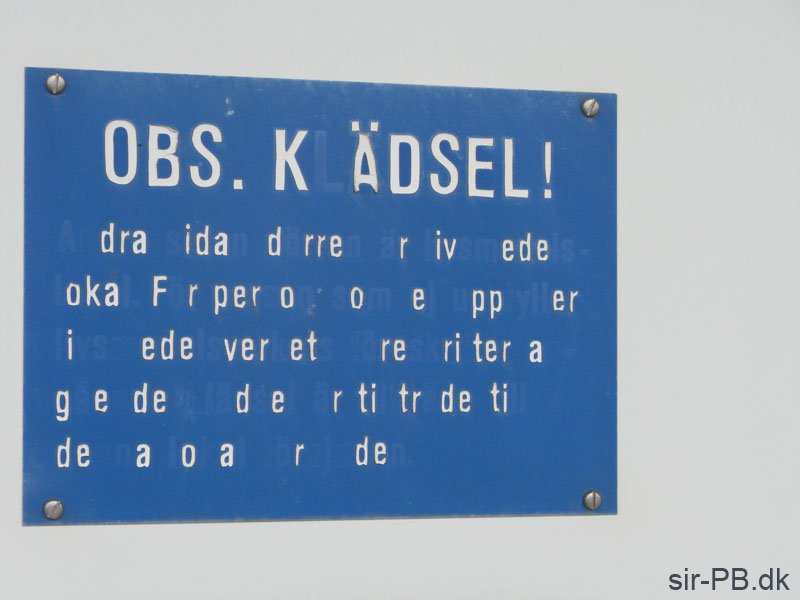 OBS. K ÄDSEL!
dra ida d rre r iv ede
oka F r per o o e pp er
i ede ver et re ri ter a
g e de d e r ti tr de ti
de a o a r de
sir-PB.dk